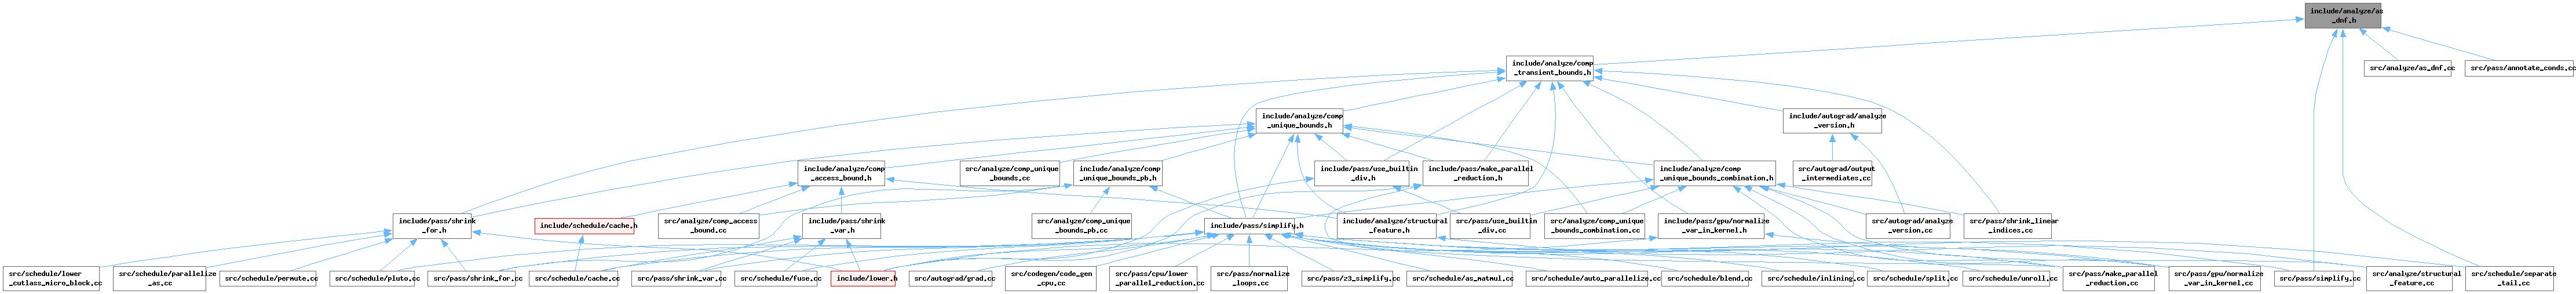 include/analyze/as
_dnf.h
include/analyze/comp
_transient_bounds.h
src/analyze/as_dnf.cc
src/pass/annotate_conds.cc
include/analyze/comp
_unique_bounds.h
include/autograd/analyze
_version.h
include/analyze/comp
_access_bound.h
src/analyze/comp_unique
_bounds.cc
include/analyze/comp
_unique_bounds_pb.h
include/pass/use_builtin
_div.h
include/pass/make_parallel
_reduction.h
include/analyze/comp
_unique_bounds_combination.h
src/autograd/output
_intermediates.cc
include/pass/shrink
_for.h
include/schedule/cache.h
src/analyze/comp_access
_bound.cc
include/pass/shrink
_var.h
src/analyze/comp_unique
_bounds_pb.cc
include/pass/simplify.h
include/analyze/structural
_feature.h
src/pass/use_builtin
_div.cc
src/analyze/comp_unique
_bounds_combination.cc
include/pass/gpu/normalize
_var_in_kernel.h
src/autograd/analyze
_version.cc
src/pass/shrink_linear
_indices.cc
src/schedule/lower
_cutlass_micro_block.cc
src/schedule/parallelize
_as.cc
src/schedule/permute.cc
src/schedule/pluto.cc
src/pass/shrink_for.cc
src/schedule/cache.cc
src/pass/shrink_var.cc
src/schedule/fuse.cc
include/lower.h
src/autograd/grad.cc
src/codegen/code_gen
_cpu.cc
src/pass/cpu/lower
_parallel_reduction.cc
src/pass/normalize
_loops.cc
src/pass/z3_simplify.cc
src/schedule/as_matmul.cc
src/schedule/auto_parallelize.cc
src/schedule/blend.cc
src/schedule/inlining.cc
src/schedule/split.cc
src/schedule/unroll.cc
src/pass/make_parallel
_reduction.cc
src/pass/gpu/normalize
_var_in_kernel.cc
src/pass/simplify.cc
src/analyze/structural
_feature.cc
src/schedule/separate
_tail.cc